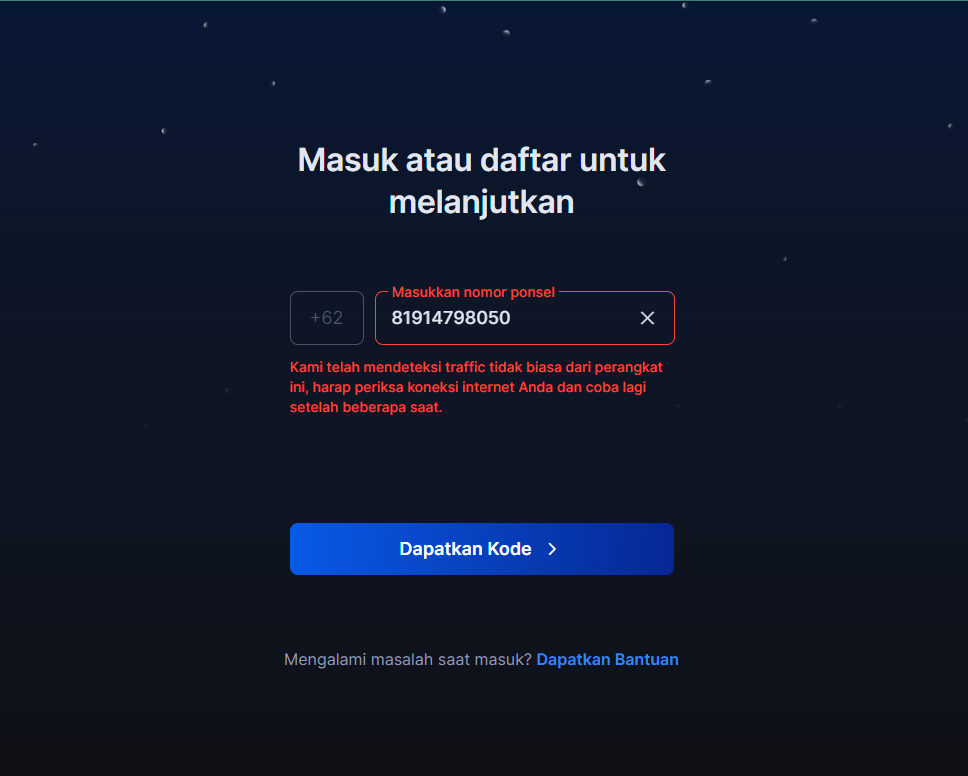 Masuk atau daftar untuk
melanjutkan
Masukkan nomor ponsel
+62
81914798050
Kami telah mendeteksi traffic tidak biasa dari perangkat
ini, harap periksa koneksi internet Anda dan coba lagi
setelah beberapa saat.
Dapatkan Kode
Mengalami masalah saat masuk? Dapatkan Bantuan